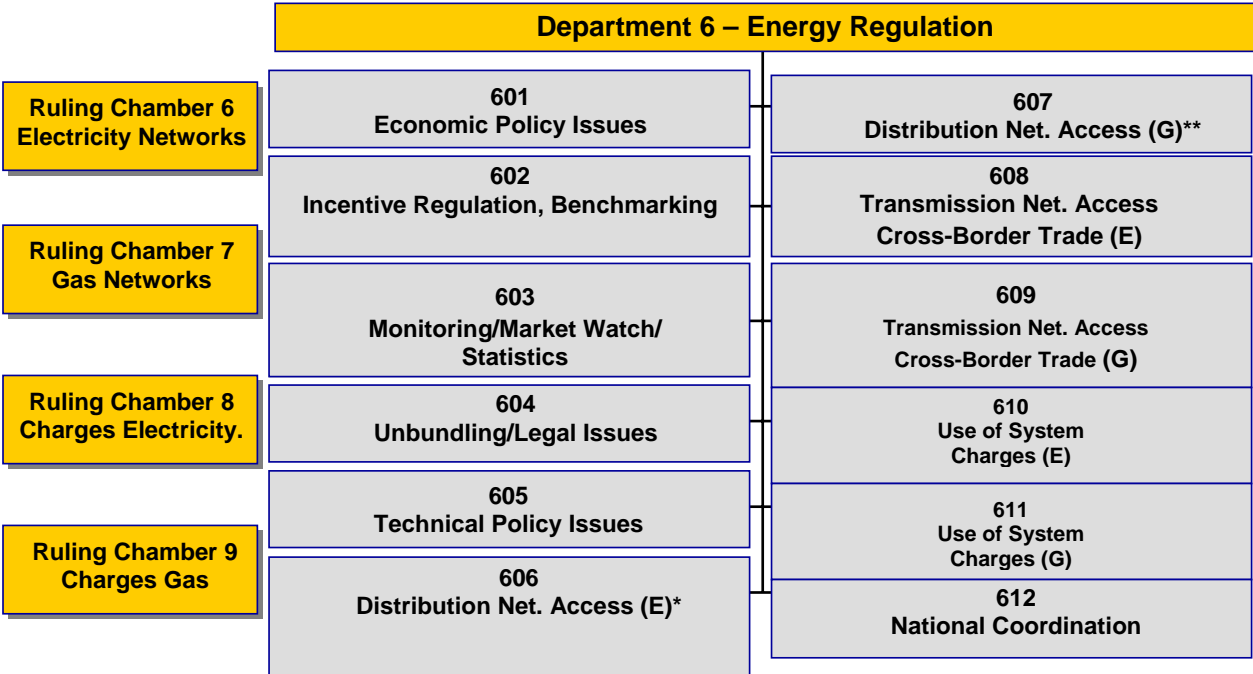 Department 6 – Energy Regulation
Ruling Chamber 6
Electricity Networks
Ruling Chamber 7
Gas Networks
Ruling Chamber 8
Charges Electricity.
Ruling Chamber 9
Charges Gas
601
Economic Policy Issues
602
Incentive Regulation, Benchmarking
603
Monitoring/Market Watch/
Statistics
604
Unbundling/Legal Issues
605
Technical Policy Issues
606
Distribution Net. Access (E)*
607
Distribution Net. Access (G)**
608
Transmission Net. Access
Cross-Border Trade (E)
609
Transmission Net. Access
Cross-Border Trade (G)
610
Use of System
Charges (E)
611
Use of System
Charges (G)
612
National Coordination